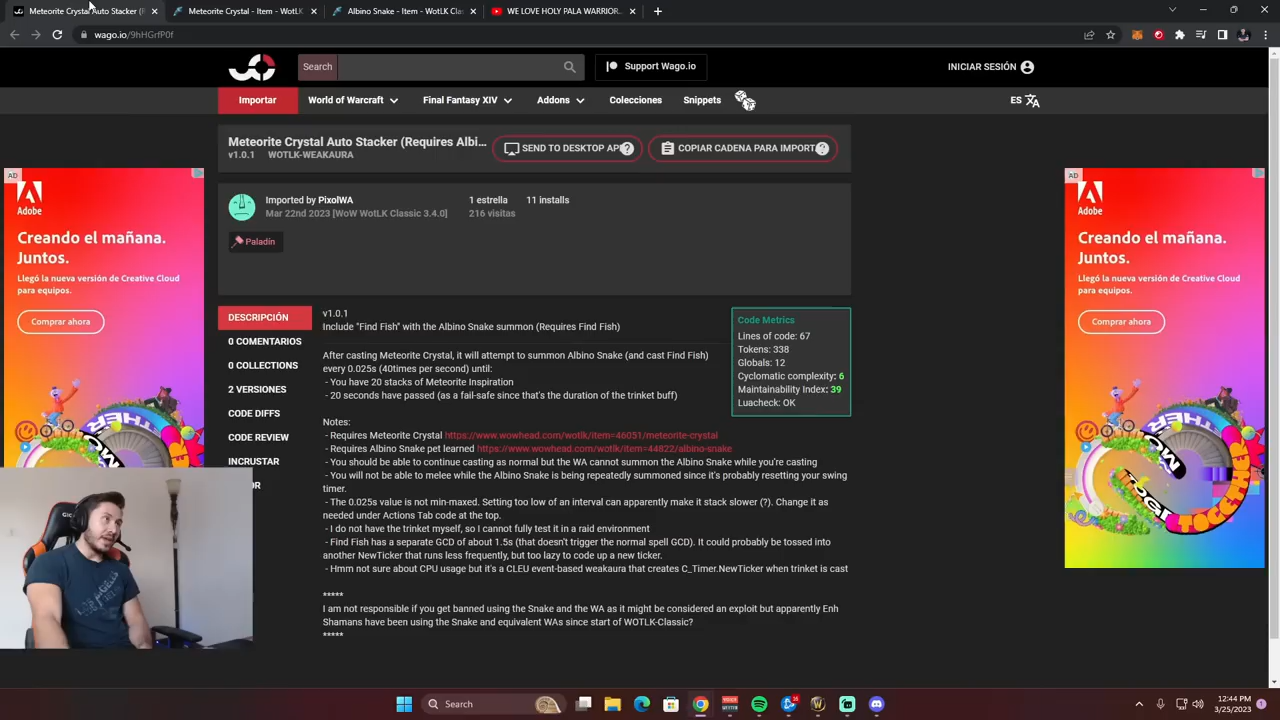 Meteorite Crystal Auto Stacker (R
Meteorite Crystal - Item - WotLK
Albino Snake - Item - WotLK Clas
WE LOVE HOLY PALA WARRIOR...
wago.io/9hHGrfP0f
Search
Support Wago.io
INICIAR SESIÓN
Importar
World of Warcraft
Final Fantasy XIV
Addons
Colecciones
Snippets
ES
Meteorite Crystal Auto Stacker (Requires Albi...
v1.0.1 WOTLK-WEAKAURA
SEND TO DESKTOP AP
COPIAR CADENA PARA IMPORT
Imported by PixolWA
Mar 22nd 2023 [WoW WotLK Classic 3.4.0]
1 estrella 11 installs
216 visitas
Paladín
AD
Adobe
Creando el mañana.
Juntos.
Llegó la nueva versión de Creative Cloud
para equipos.
Comprar ahora
AD
Adobe
Creando el mañana.
Juntos.
Llegó la nueva versión de Creative Cloud
para equipos.
Comprar ahora
DESCRIPCIÓN
0 COMENTARIOS
0 COLLECTIONS
2 VERSIONES
CODE DIFFS
CODE REVIEW
INCRUSTAR
OR
v1.0.1
Include "Find Fish" with the Albino Snake summon (Requires Find Fish)
After casting Meteorite Crystal, it will attempt to summon Albino Snake (and cast Find Fish)
every 0.025s (40times per second) until:
- You have 20 stacks of Meteorite Inspiration
- 20 seconds have passed (as a fail-safe since that's the duration of the trinket buff)
Notes:
- Requires Meteorite Crystal https://www.wowhead.com/wotlk/item=46051/meteorite-crystal
- Requires Albino Snake pet learned https://www.wowhead.com/wotlk/item=44822/albino-snake
- You should be able to continue casting as normal but the WA cannot summon the Albino Snake while you're casting
- You will not be able to melee while the Albino Snake is being repeatedly summoned since it's probably resetting your swing
timer.
- The 0.025s value is not min-maxed. Setting too low of an interval can apparently make it stack slower (?). Change it as
needed under Actions Tab code at the top.
- I do not have the trinket myself, so I cannot fully test it in a raid environment
- Find Fish has a separate GCD of about 1.5s (that doesn't trigger the normal spell GCD). It could probably be tossed into
another NewTicker that runs less frequently, but too lazy to code up a new ticker.
- Hmm not sure about CPU usage but it's a CLEU event-based weakaura that creates C_Timer.NewTicker when trinket is cast
*****
I am not responsible if you get banned using the Snake and the WA as it might be considered an exploit but apparently Enh
Shamans have been using the Snake and equivalent WAs since start of WOTLK-Classic?
*****
Code Metrics
Lines of code: 67
Tokens: 338
Globals: 12
Cyclomatic complexity: 6
Maintainability Index: 39
Luacheck: OK
Search
12:44 PM
3/25/2023